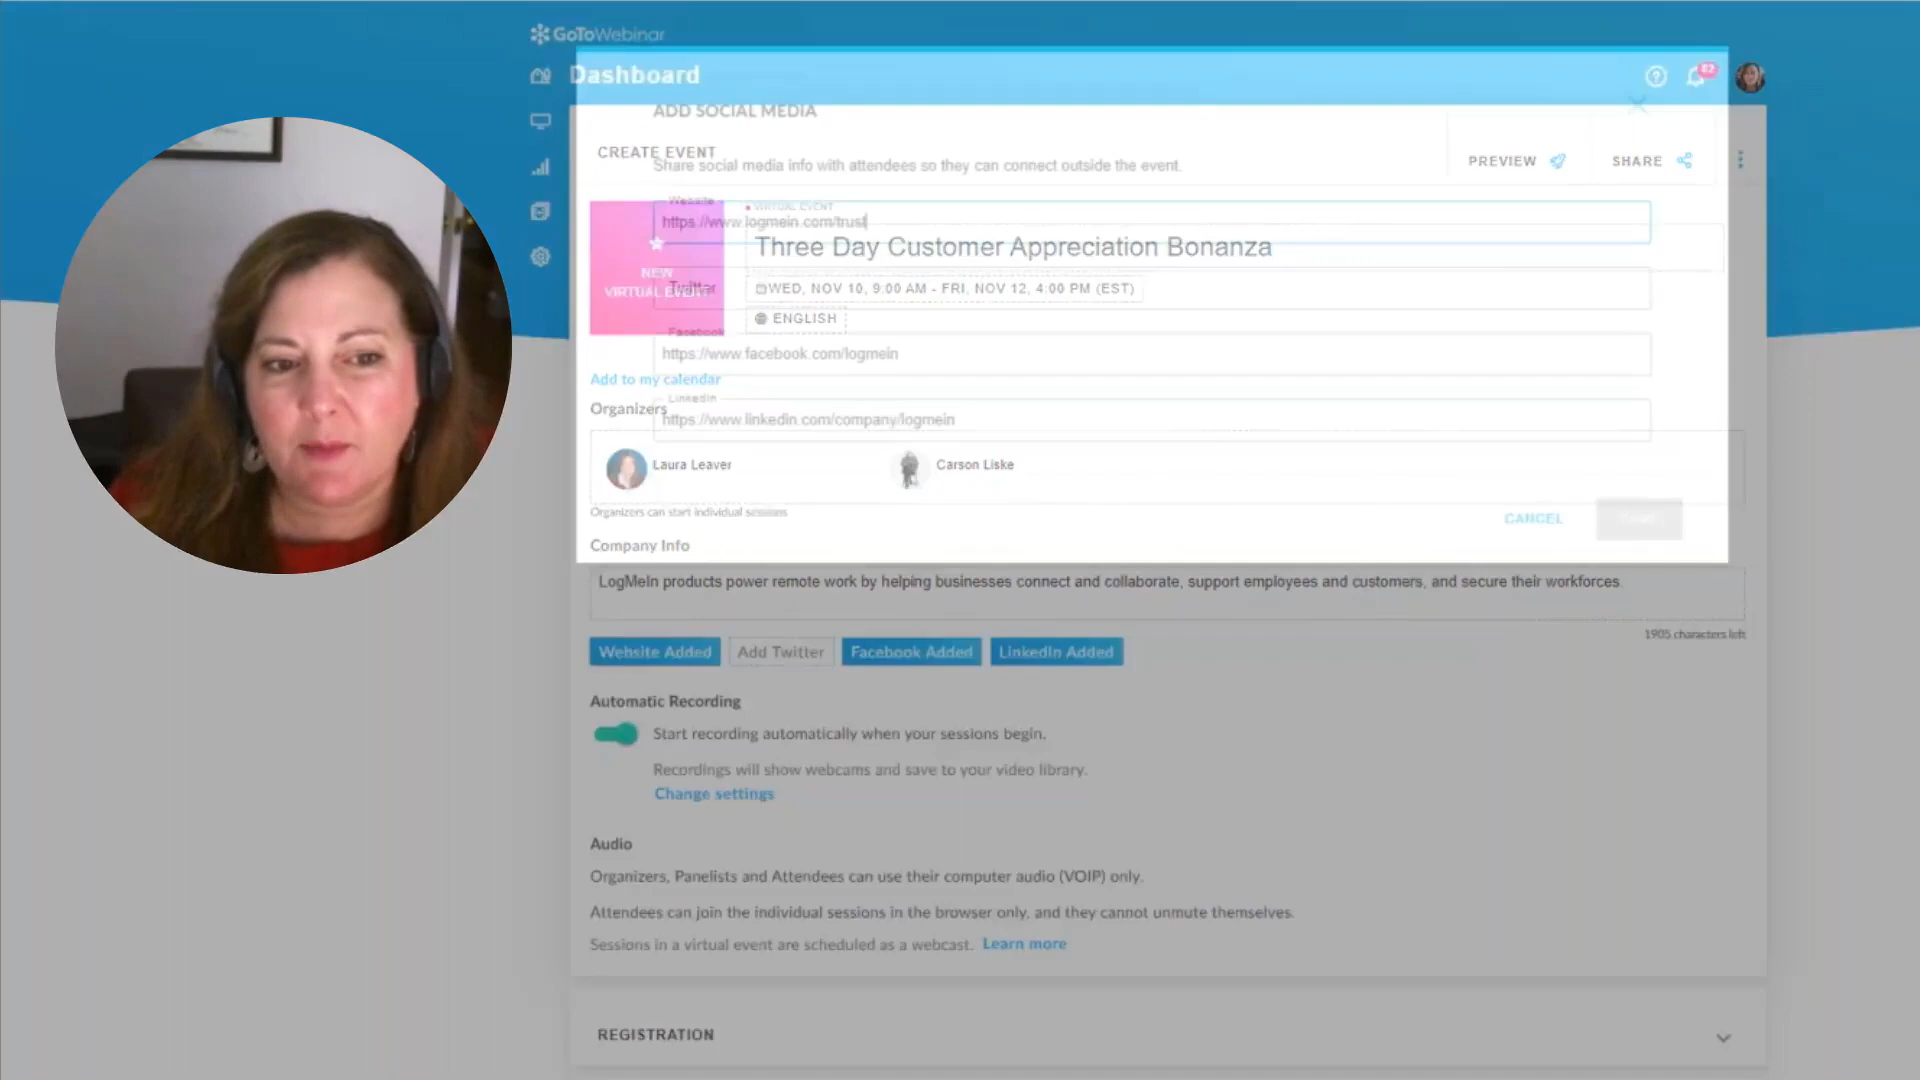 GoToWebinar
Dashboard
82
ADD SOCIAL MEDIA
CREATE EVENT
PREVIEW
SHARE
Share social media info with attendees so they can connect outside the event.
Website
https://www.logmein.com/trust
VIRTUAL EVENT
Three Day Customer Appreciation Bonanza
NEW
VIRTUAL EVENT
Twitter
WED, NOV 10, 9:00 AM - FRI, NOV 12, 4:00 PM (EST)
ENGLISH
Facebook
https://www.facebook.com/logmein
Add to my calendar
LinkedIn
https://www.linkedin.com/company/logmein
Organizers
Laura Leaver
Carson Liske
Organizers can start individual sessions
CANCEL
Company Info
LogMeIn products power remote work by helping businesses connect and collaborate, support employees and customers, and secure their workforces.
1905 characters left
Website Added
Add Twitter
Facebook Added
LinkedIn Added
Automatic Recording
Start recording automatically when your sessions begin.
Recordings will show webcams and save to your video library.
Change settings
Audio
Organizers, Panelists and Attendees can use their computer audio (VOIP) only.
Attendees can join the individual sessions in the browser only, and they cannot unmute themselves.
Sessions in a virtual event are scheduled as a webcast. Learn more
REGISTRATION